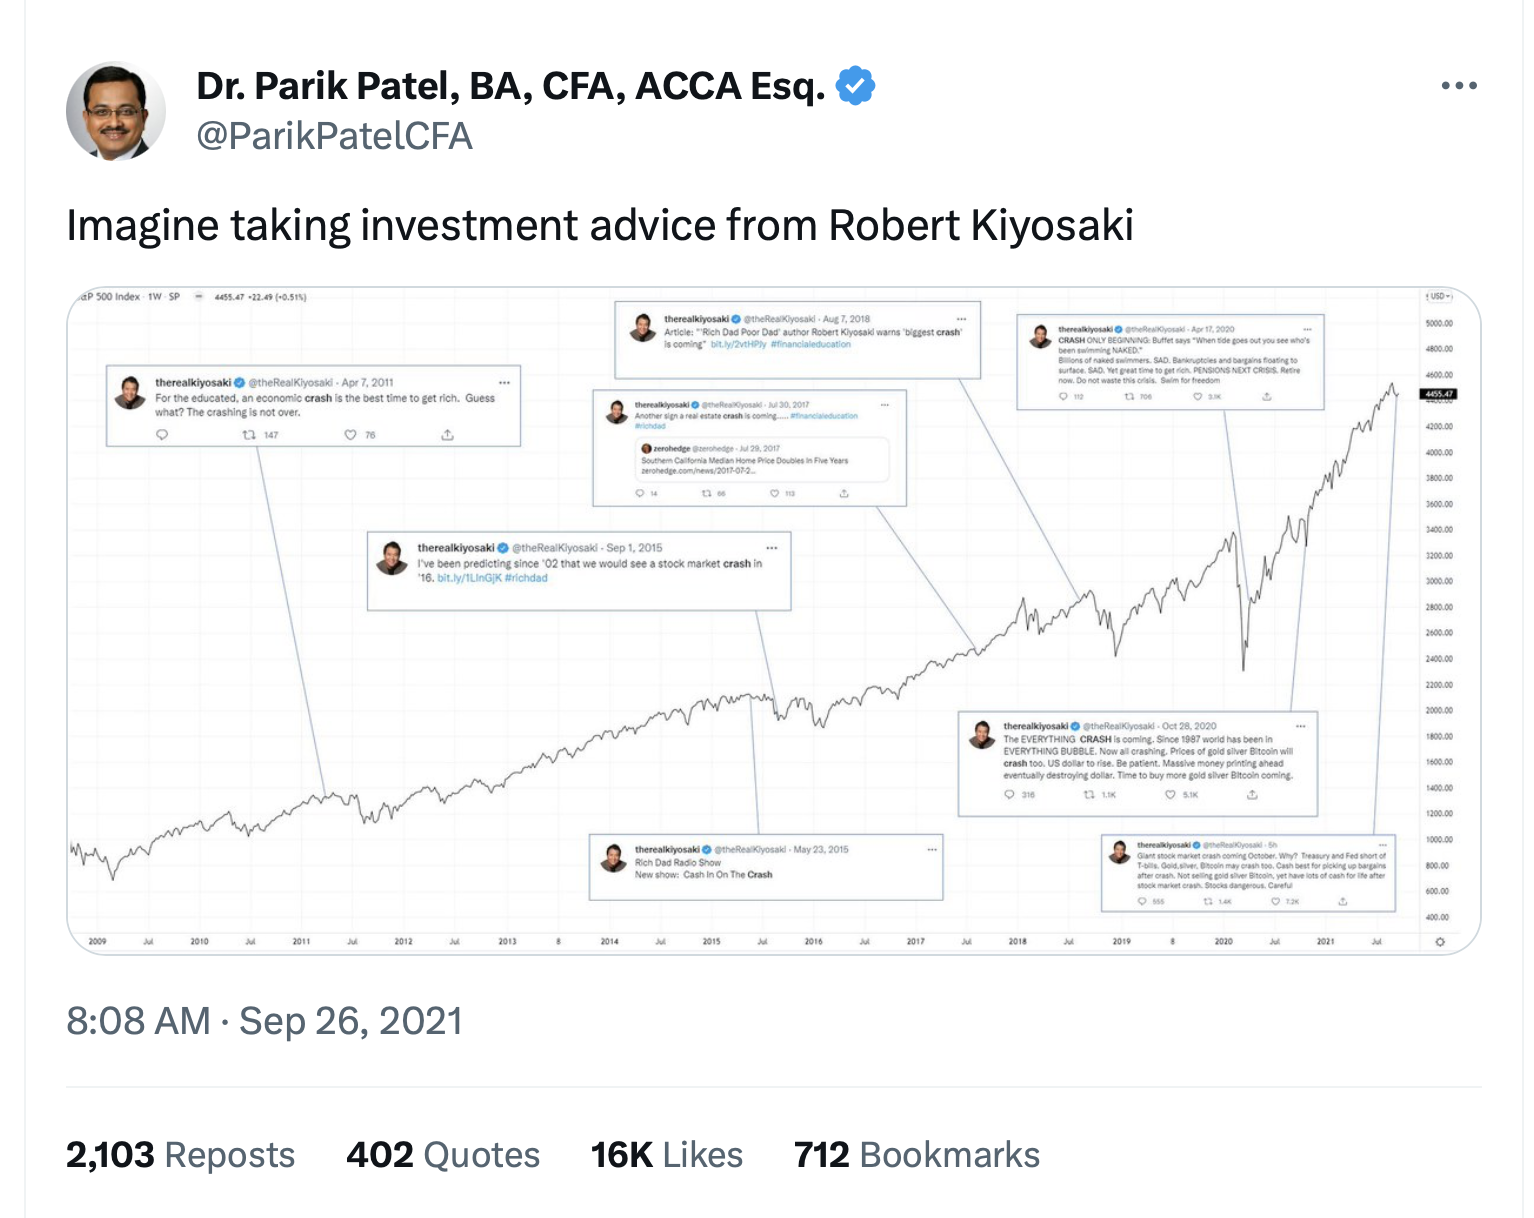 Dr. Parik Patel, BA, CFA, ACCA Esq.
@ParikPatelCFA
Imagine taking investment advice from Robert Kiyosaki
&P 500 Index · 1W · SP 4455.47 +22.49 (+0.51%)
USD
therealkiyosaki @theRealKiyosaki · Apr 7, 2011
For the educated, an economic crash is the best time to get rich. Guess
what? The crashing is not over.
147 76
therealkiyosaki @theRealKiyosaki · Aug 7, 2018
Article: "'Rich Dad Poor Dad' author Robert Kiyosaki warns 'biggest crash'
is coming" bit.ly/2vtHPJy #financialeducation
therealkiyosaki @theRealKiyosaki · Apr 17, 2020
CRASH ONLY BEGINNING: Buffet says "When tide goes out you see who's
been swimming NAKED."
Billions of naked swimmers. SAD. Bankruptcies and bargains floating to
surface. SAD. Yet great time to get rich. PENSIONS NEXT CRISIS. Retire
now. Do not waste this crisis. Swim for freedom
112 706 3.1K
therealkiyosaki @theRealKiyosaki · Jul 30, 2017
Another sign a real estate crash is coming..... #financialeducation
#richdad
zerohedge @zerohedge · Jul 29, 2017
Southern California Median Home Price Doubles In Five Years
zerohedge.com/news/2017-07-2...
14 66 113
therealkiyosaki @theRealKiyosaki · Sep 1, 2015
I've been predicting since '02 that we would see a stock market crash in
'16. bit.ly/1LInGjK #richdad
therealkiyosaki @theRealKiyosaki · Oct 28, 2020
The EVERYTHING CRASH is coming. Since 1987 world has been in
EVERYTHING BUBBLE. Now all crashing. Prices of gold silver Bitcoin will
crash too. US dollar to rise. Be patient. Massive money printing ahead
eventually destroying dollar. Time to buy more gold silver Bitcoin coming.
316 1.1K 5.1K
therealkiyosaki @theRealKiyosaki · May 23, 2015
Rich Dad Radio Show
New show: Cash In On The Crash
therealkiyosaki @theRealKiyosaki · 5h
Giant stock market crash coming October. Why? Treasury and Fed short of
T-bills. Gold, silver, Bitcoin may crash too. Cash best for picking up bargains
after crash. Not selling gold silver Bitcoin, yet have lots of cash for life after
stock market crash. Stocks dangerous. Careful
555 1.4K 7.2K
5000.00
4800.00
4600.00
4455.47
4200.00
4000.00
3800.00
3600.00
3400.00
3200.00
3000.00
2800.00
2600.00
2400.00
2200.00
2000.00
1800.00
1600.00
1400.00
1200.00
1000.00
800.00
600.00
400.00
2009 Jul 2010 Jul 2011 Jul 2012 Jul 2013 8 2014 Jul 2015 Jul 2016 Jul 2017 Jul 2018 Jul 2019 8 2020 Jul 2021 Jul
8:08 AM · Sep 26, 2021
2,103 Reposts 402 Quotes 16K Likes 712 Bookmarks